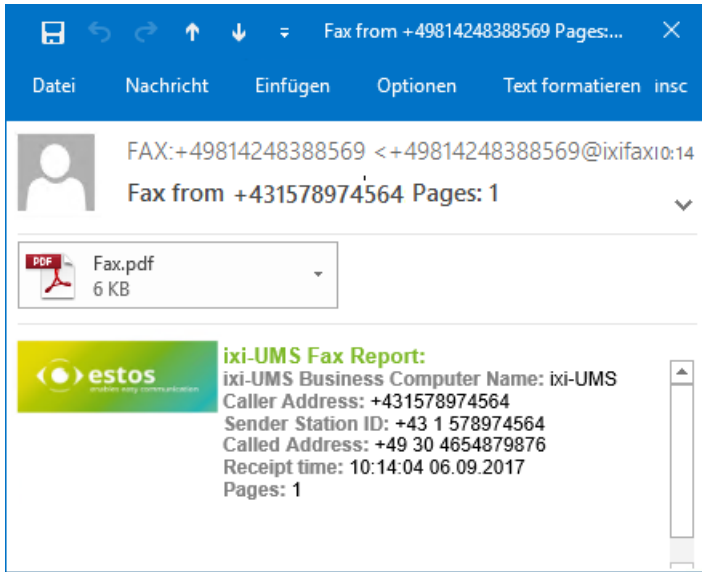 Fax from +49814248388569 Pages:...
Datei Nachricht Einfügen Optionen Text formatieren insc
FAX:+49814248388569 <+49814248388569@ixifax 10:14
Fax from +431578974564 Pages: 1
PDF
Fax.pdf
6 KB
estos
enables easy communication
ixi-UMS Fax Report:
ixi-UMS Business Computer Name: ixi-UMS
Caller Address: +431578974564
Sender Station ID: +43 1 578974564
Called Address: +49 30 4654879876
Receipt time: 10:14:04 06.09.2017
Pages: 1